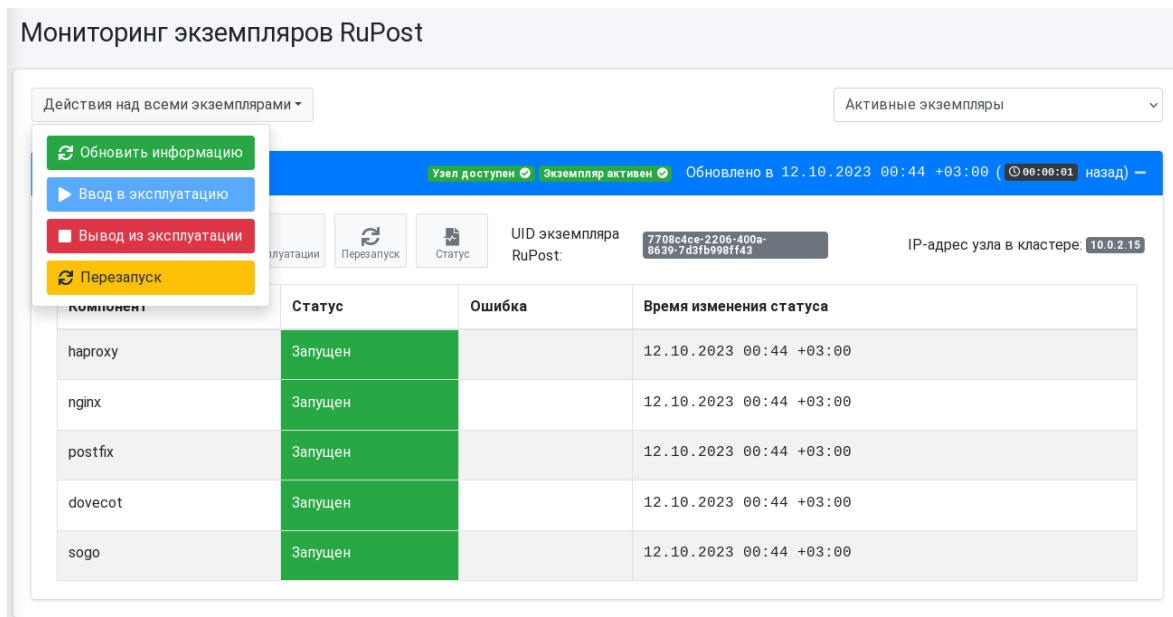 Мониторинг экземпляров RuPost
Действия над всеми экземплярами
Активные экземпляры
Обновить информацию
Ввод в эксплуатацию
Вывод из эксплуатации
Перезапуск
Узел доступен Экземпляр активен Обновлено в 12.10.2023 00:44 +03:00 ( 00:00:01 назад)
Перезапуск
Статус
UID экземпляра
RuPost:
7708c4ce-2206-400a-
8639-7d3fb998ff43
IP-адрес узла в кластере: 10.0.2.15
Компонент Статус Ошибка Время изменения статуса
haproxy Запущен 12.10.2023 00:44 +03:00
nginx Запущен 12.10.2023 00:44 +03:00
postfix Запущен 12.10.2023 00:44 +03:00
dovecot Запущен 12.10.2023 00:44 +03:00
sogo Запущен 12.10.2023 00:44 +03:00